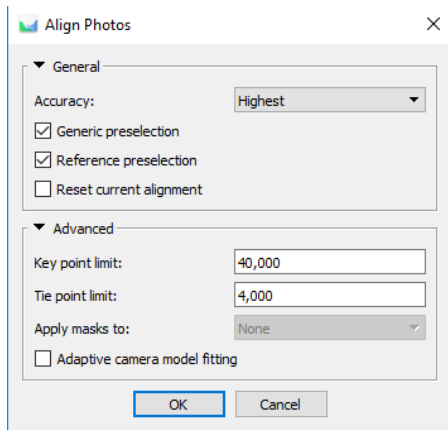 Align Photos
General
Accuracy: Highest
Generic preselection
Reference preselection
Reset current alignment
Advanced
Key point limit: 40,000
Tie point limit: 4,000
Apply masks to: None
Adaptive camera model fitting
OK Cancel